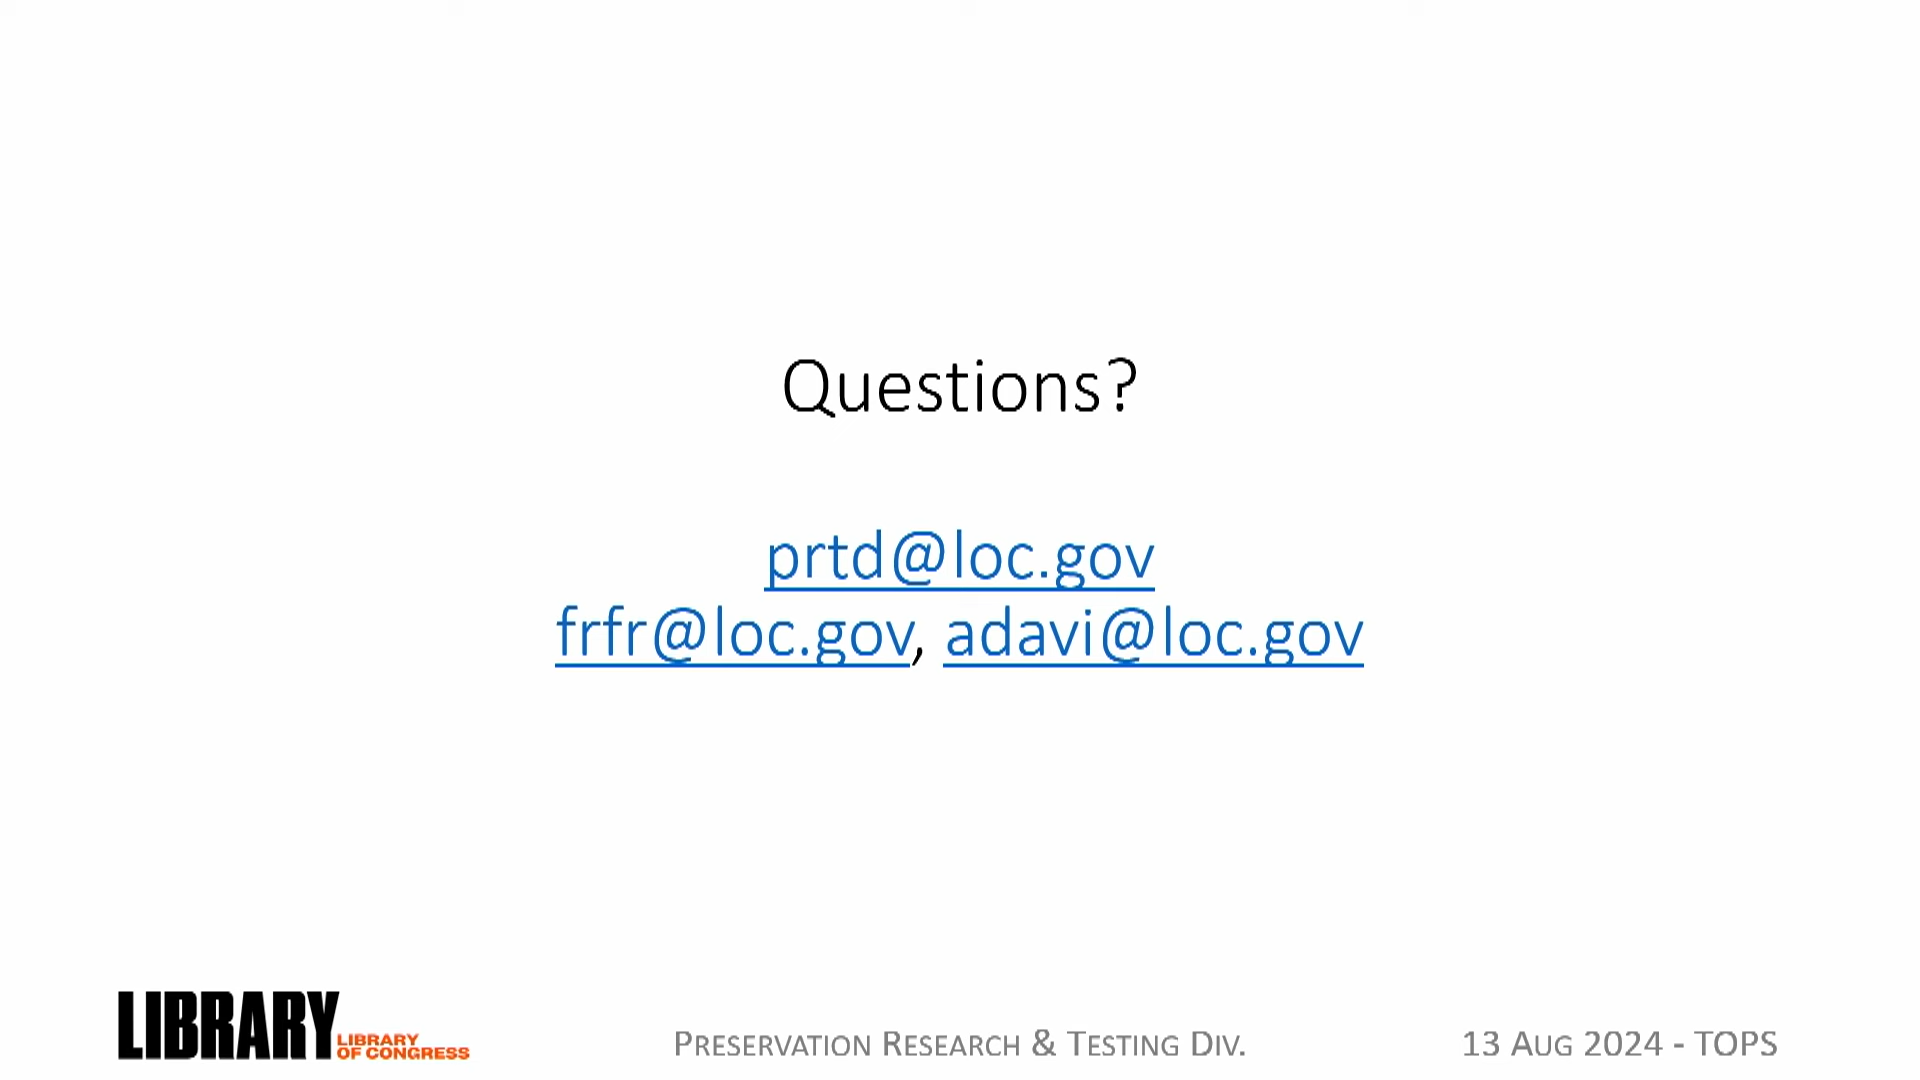 Questions?
prtd@loc.gov
frfr@loc.gov, adavi@loc.gov
LIBRARY
LIBRARY
OF CONGRESS
PRESERVATION RESEARCH & TESTING DIV.
13 AUG 2024 - TOPS